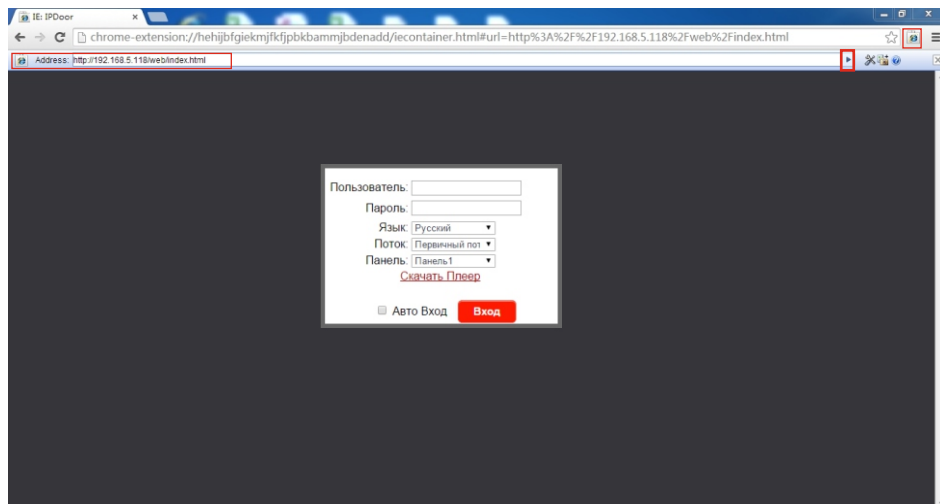 IE: IPDoor
chrome-extension://hehijbfgiekmjfkfjpbkbammjbdenadd/iecontainer.html#url=http%3A%2F%2F192.168.5.118%2Fweb%2Findex.html
Address: http://192.168.5.118/web/index.html
Пользователь:
Пароль:
Язык: Русский
Поток: Первичный пот
Панель: Панель1
Скачать Плеер
Авто Вход Вход